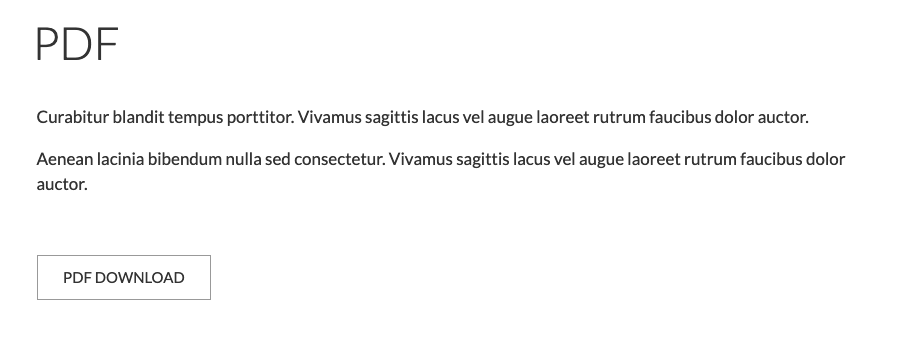 PDF
Curabitur blandit tempus porttitor. Vivamus sagittis lacus vel augue laoreet rutrum faucibus dolor auctor.
Aenean lacinia bibendum nulla sed consectetur. Vivamus sagittis lacus vel augue laoreet rutrum faucibus dolor
auctor.
PDF DOWNLOAD